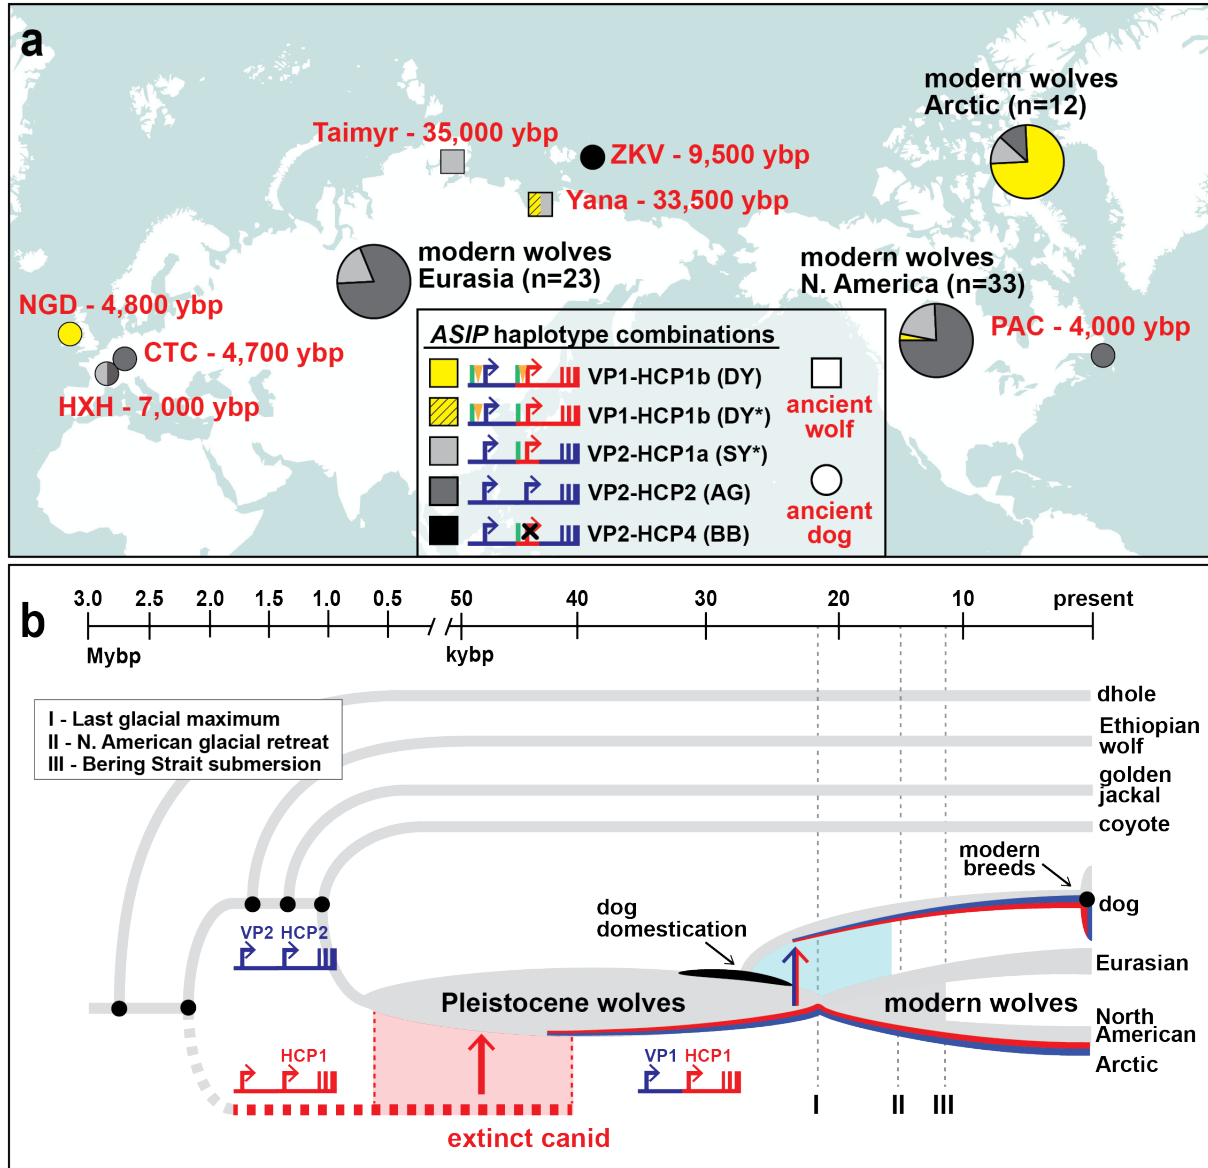 a
modern wolves
Arctic (n=12)
Taimyr - 35,000 ybp
ZKV - 9,500 ybp
Yana - 33,500 ybp
modern wolves
Eurasia (n=23)
modern wolves
N. America (n=33)
NGD - 4,800 ybp
PAC - 4,000 ybp
CTC - 4,700 ybp
HXH - 7,000 ybp
ASIP haplotype combinations
VP1-HCP1b (DY)
VP1-HCP1b (DY*)
VP2-HCP1a (SY*)
VP2-HCP2 (AG)
VP2-HCP4 (BB)
ancient
wolf
ancient
dog
b
3.0 2.5 2.0 1.5 1.0 0.5 50 40 30 20 10 present
Mybp
kybp
I - Last glacial maximum
II - N. American glacial retreat
III - Bering Strait submersion
dhole
Ethiopian
wolf
golden
jackal
coyote
modern
breeds
dog
dog
domestication
VP2 HCP2
Eurasian
Pleistocene wolves
modern wolves
North
American
Arctic
HCP1
VP1 HCP1
I II III
extinct canid